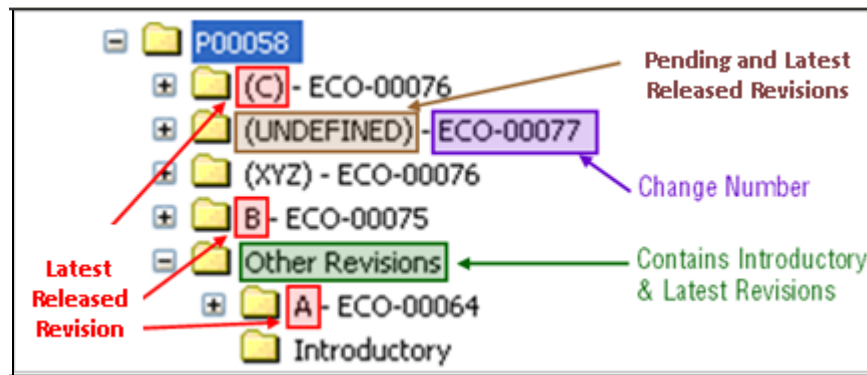 P00058
(C) - ECO-00076
Pending and Latest
Released Revisions
(UNDEFINED) - ECO-00077
(XYZ) - ECO-00076
Change Number
B - ECO-00075
Other Revisions
Contains Introductory
& Latest Revisions
Latest
Released
Revision
A - ECO-00064
Introductory